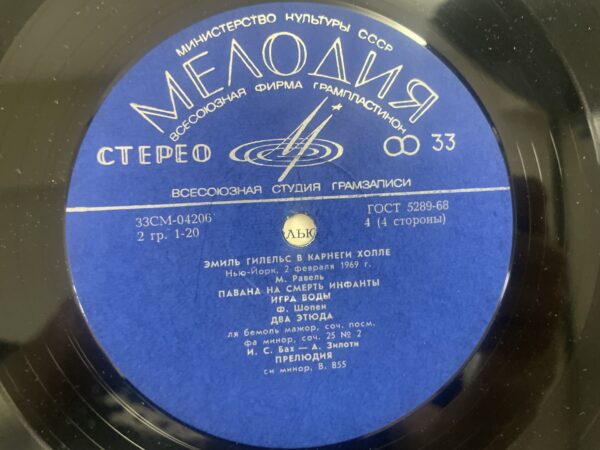 МИНИСТЕРСТВО КУЛЬТУРЫ СССР
МЕЛОДИЯ
ВСЕСОЮЗНАЯ ФИРМА ГРАМПЛАСТИНОК
СТЕРЕО
33
ВСЕСОЮЗНАЯ СТУДИЯ ГРАМЗАПИСИ
33СМ-04206
ГОСТ 5289-68
2 гр. 1-20
4 (4 стороны)
ЛЬЮ
ЭМИЛЬ ГИЛЕЛЬС В КАРНЕГИ ХОЛЛЕ
Нью-Йорк, 2 февраля 1969 г.
М. Равель
ПАВАНА НА СМЕРТЬ ИНФАНТЫ
ИГРА ВОДЫ
Ф. Шопен
ДВА ЭТЮДА
ля бемоль мажор, соч. посм.
фа минор, соч. 25 № 2
И. С. Бах — А. Зилоти
ПРЕЛЮДИЯ
си минор, В. 855